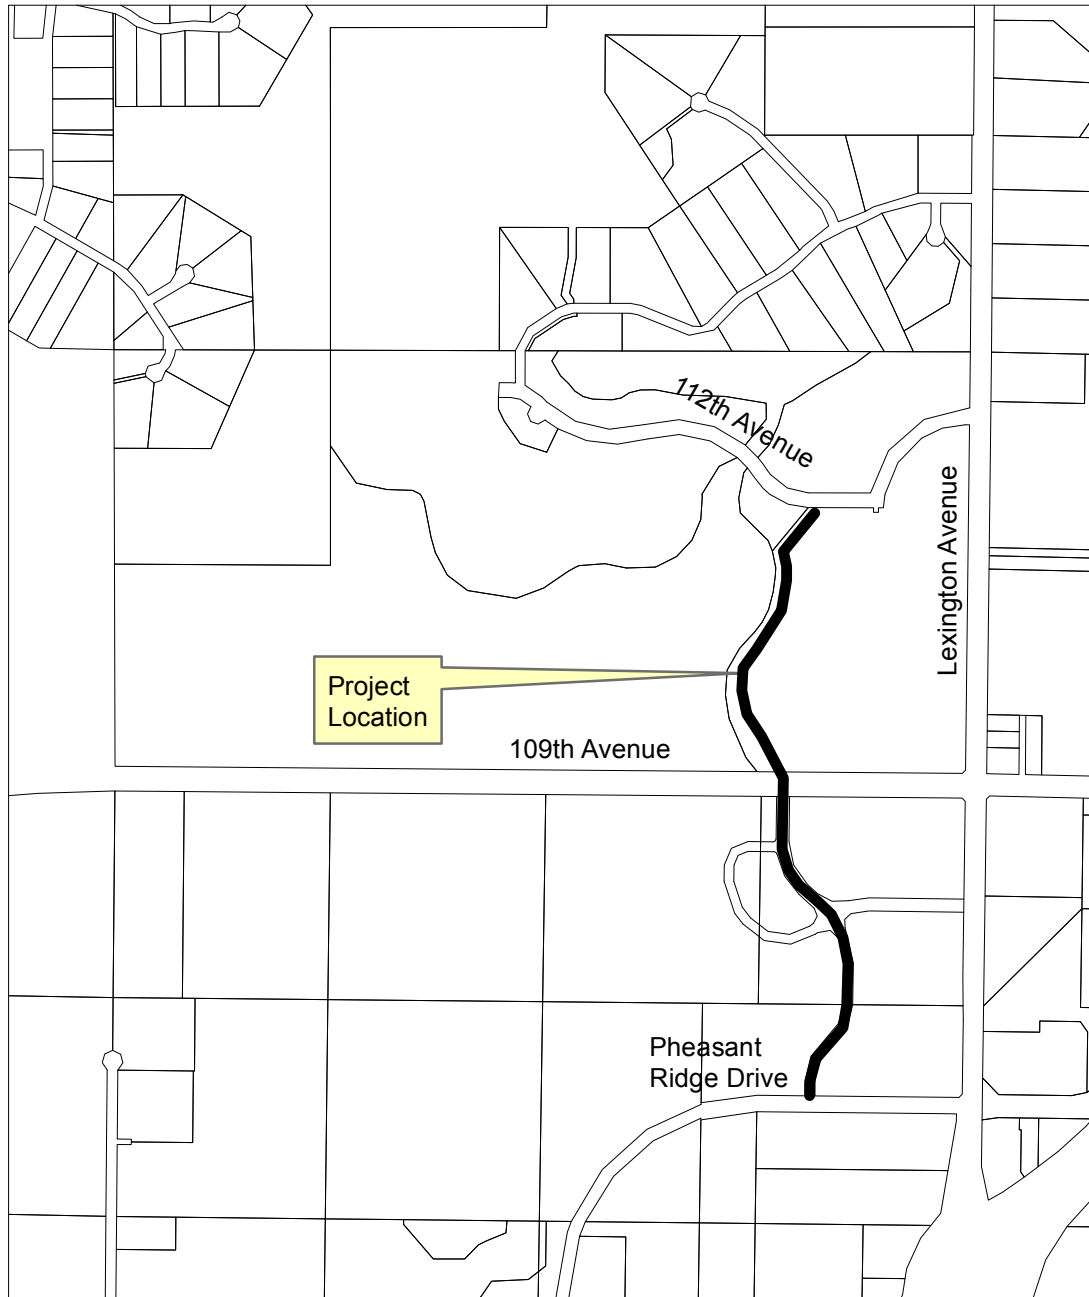 112th Avenue
Lexington Avenue
Project
Location
109th Avenue
Pheasant
Ridge Drive